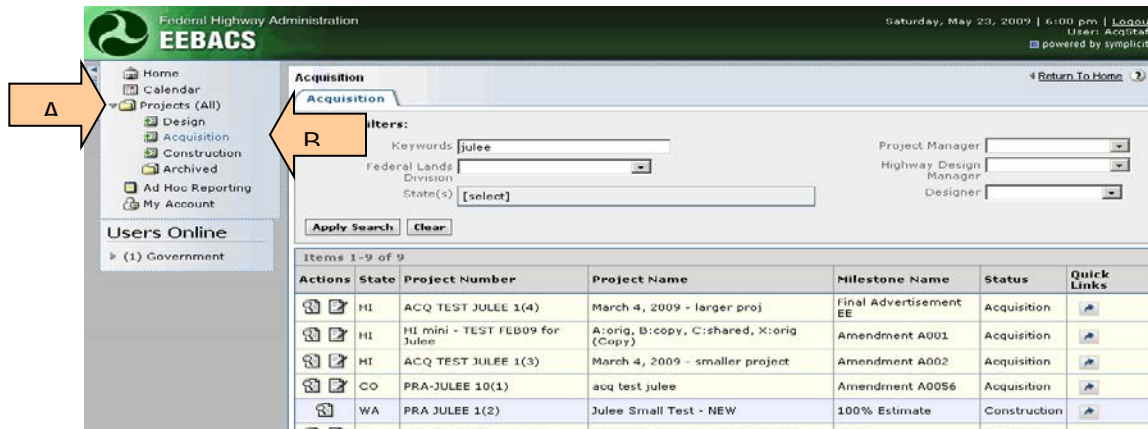 Federal Highway Administration
EEBACS
Saturday, May 23, 2009 | 6:00 pm | Logou
User: AcqStaf
powered by symplicit
Home
Calendar
Projects (All)
Design
Acquisition
Construction
Archived
Ad Hoc Reporting
My Account
Users Online
(1) Government
A
B
Acquisition
Return To Home ?
Acquisition
ilters:
Keywords julee
Project Manager
Federal Lands Division
Highway Design Manager
State(s) [select]
Designer
Apply Search Clear
Items 1-9 of 9
Actions State Project Number Project Name Milestone Name Status Quick Links
HI ACQ TEST JULEE 1(4) March 4, 2009 - larger proj Final Advertisement EE Acquisition
HI HI mini - TEST FEB09 for Julee A:orig, B:copy, C:shared, X:orig (Copy) Amendment A001 Acquisition
HI ACQ TEST JULEE 1(3) March 4, 2009 - smaller project Amendment A002 Acquisition
CO PRA-JULEE 10(1) acq test julee Amendment A0056 Acquisition
WA PRA JULEE 1(2) Julee Small Test - NEW 100% Estimate Construction